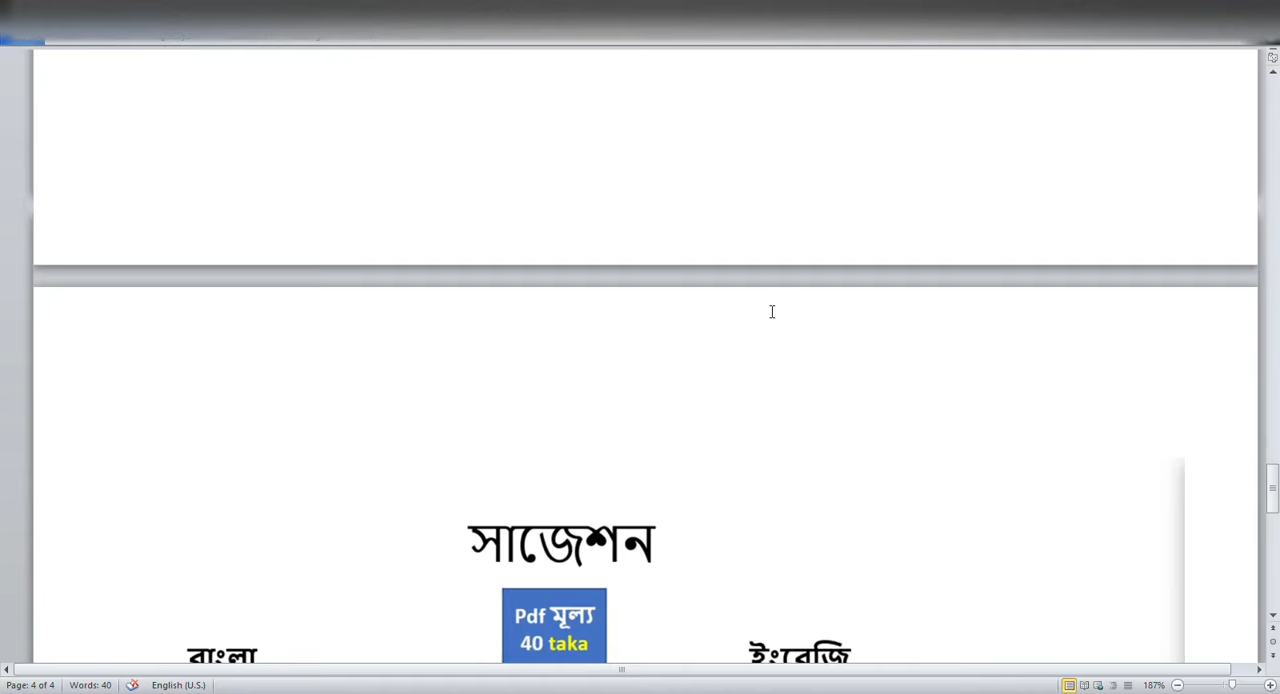 সাজেশন
Pdf মূল্য
40 taka
বাংলা
ইংরেজি
Page: 4 of 4
Words: 40
English (U.S.)
187%